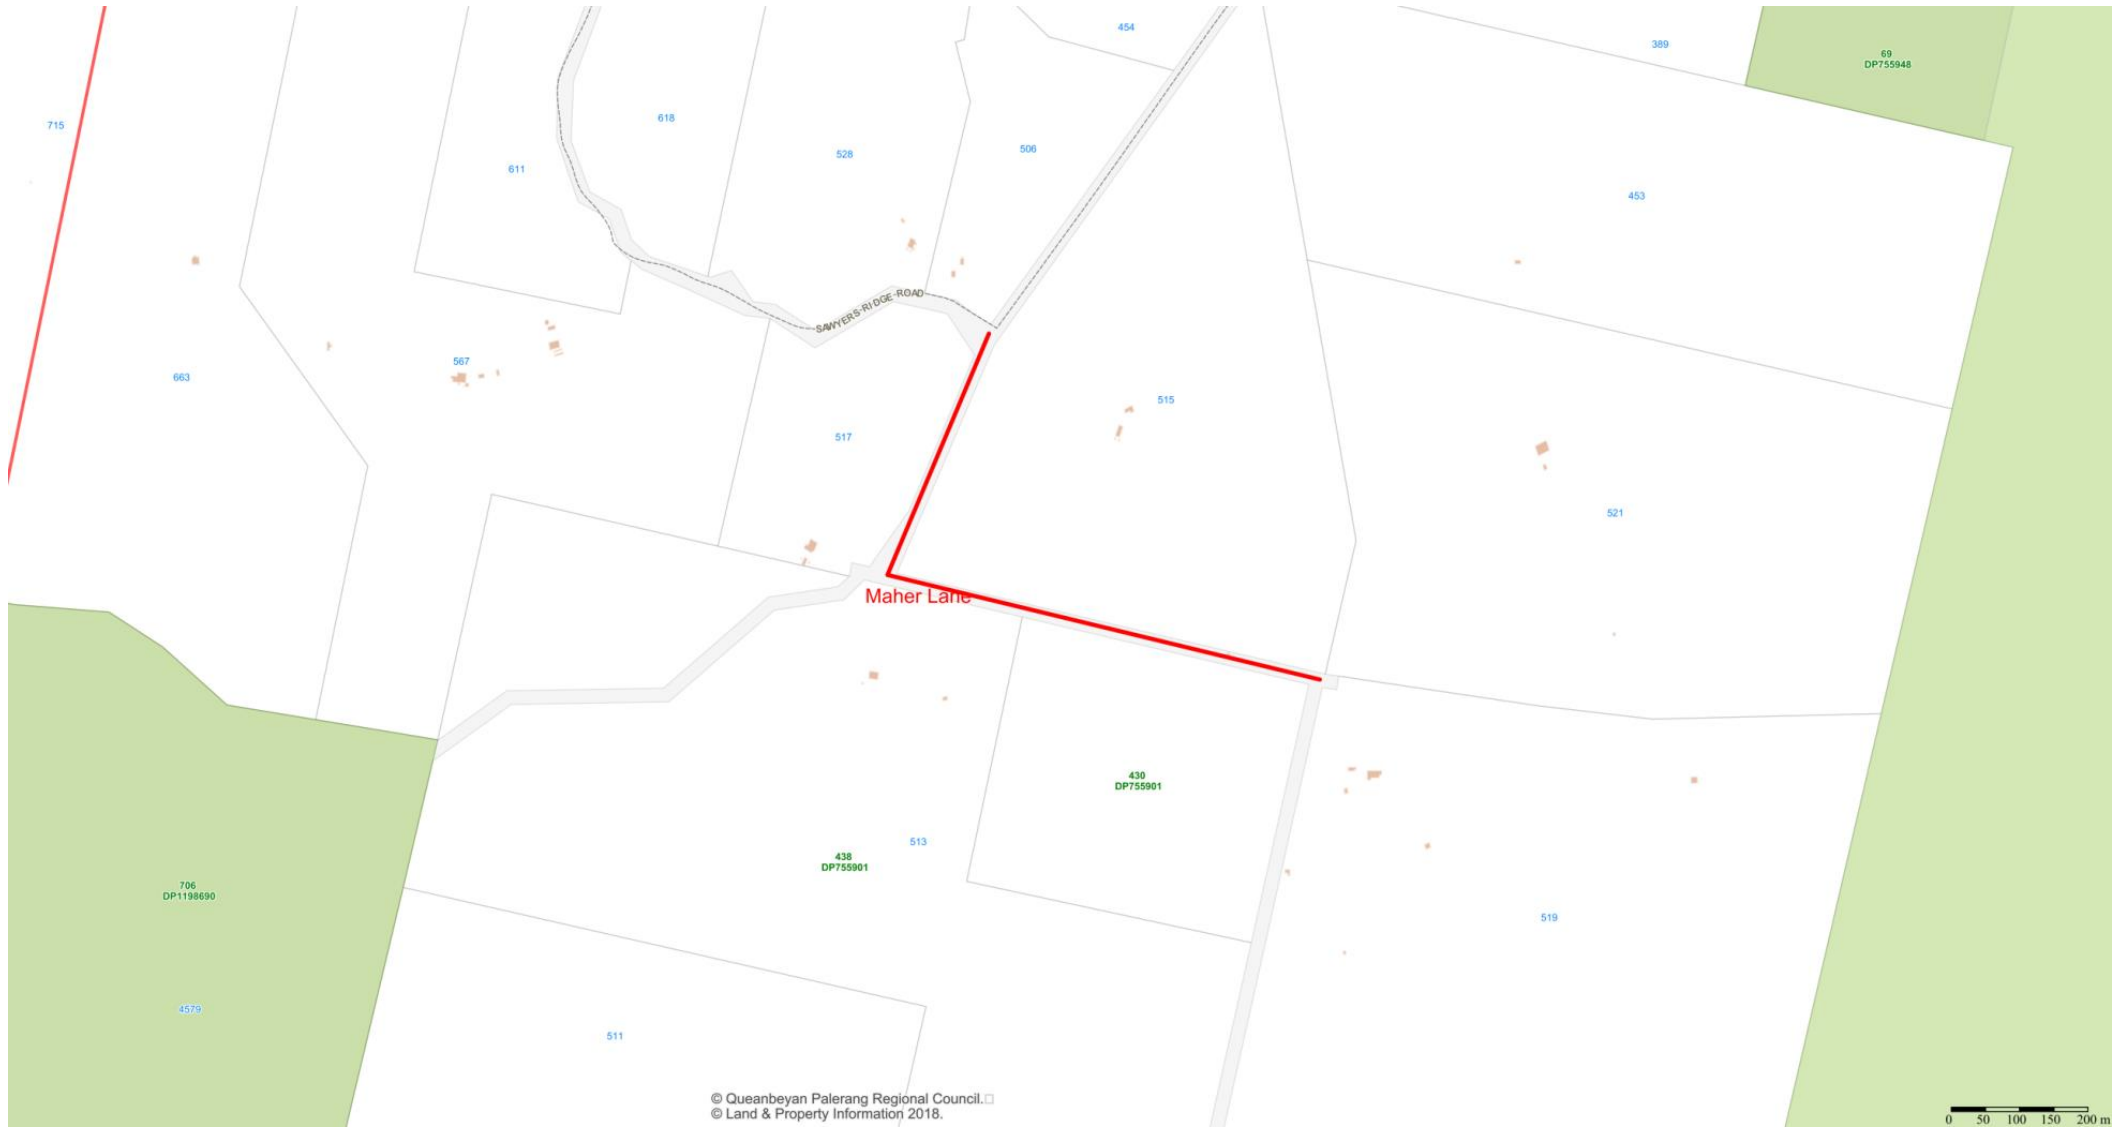 454
389
69
DP755948
715
618
506
528
611
453
SAWYERS-RIDGE-ROAD
567
663
515
517
521
Maher Lane
430
DP755901
513
438
DP755901
706
DP1198690
519
4579
511
© Queanbeyan Palerang Regional Council.
© Land & Property Information 2018.
0 50 100 150 200 m